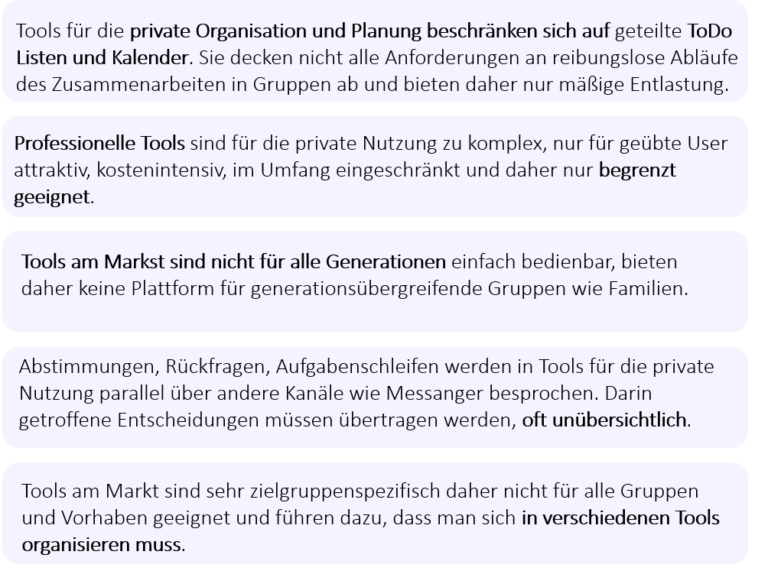 Tools für die private Organisation und Planung beschränken sich auf geteilte ToDo
Listen und Kalender. Sie decken nicht alle Anforderungen an reibungslose Abläufe
des Zusammenarbeiten in Gruppen ab und bieten daher nur mäßige Entlastung.
Professionelle Tools sind für die private Nutzung zu komplex, nur für geübte User
attraktiv, kostenintensiv, im Umfang eingeschränkt und daher nur begrenzt
geeignet.
Tools am Markst sind nicht für alle Generationen einfach bedienbar, bieten
daher keine Plattform für generationsübergreifende Gruppen wie Familien.
Abstimmungen, Rückfragen, Aufgabenschleifen werden in Tools für die private
Nutzung parallel über andere Kanäle wie Messanger besprochen. Darin
getroffene Entscheidungen müssen übertragen werden, oft unübersichtlich.
Tools am Markt sind sehr zielgruppenspezifisch daher nicht für alle Gruppen
und Vorhaben geeignet und führen dazu, dass man sich in verschiedenen Tools
organisieren muss.